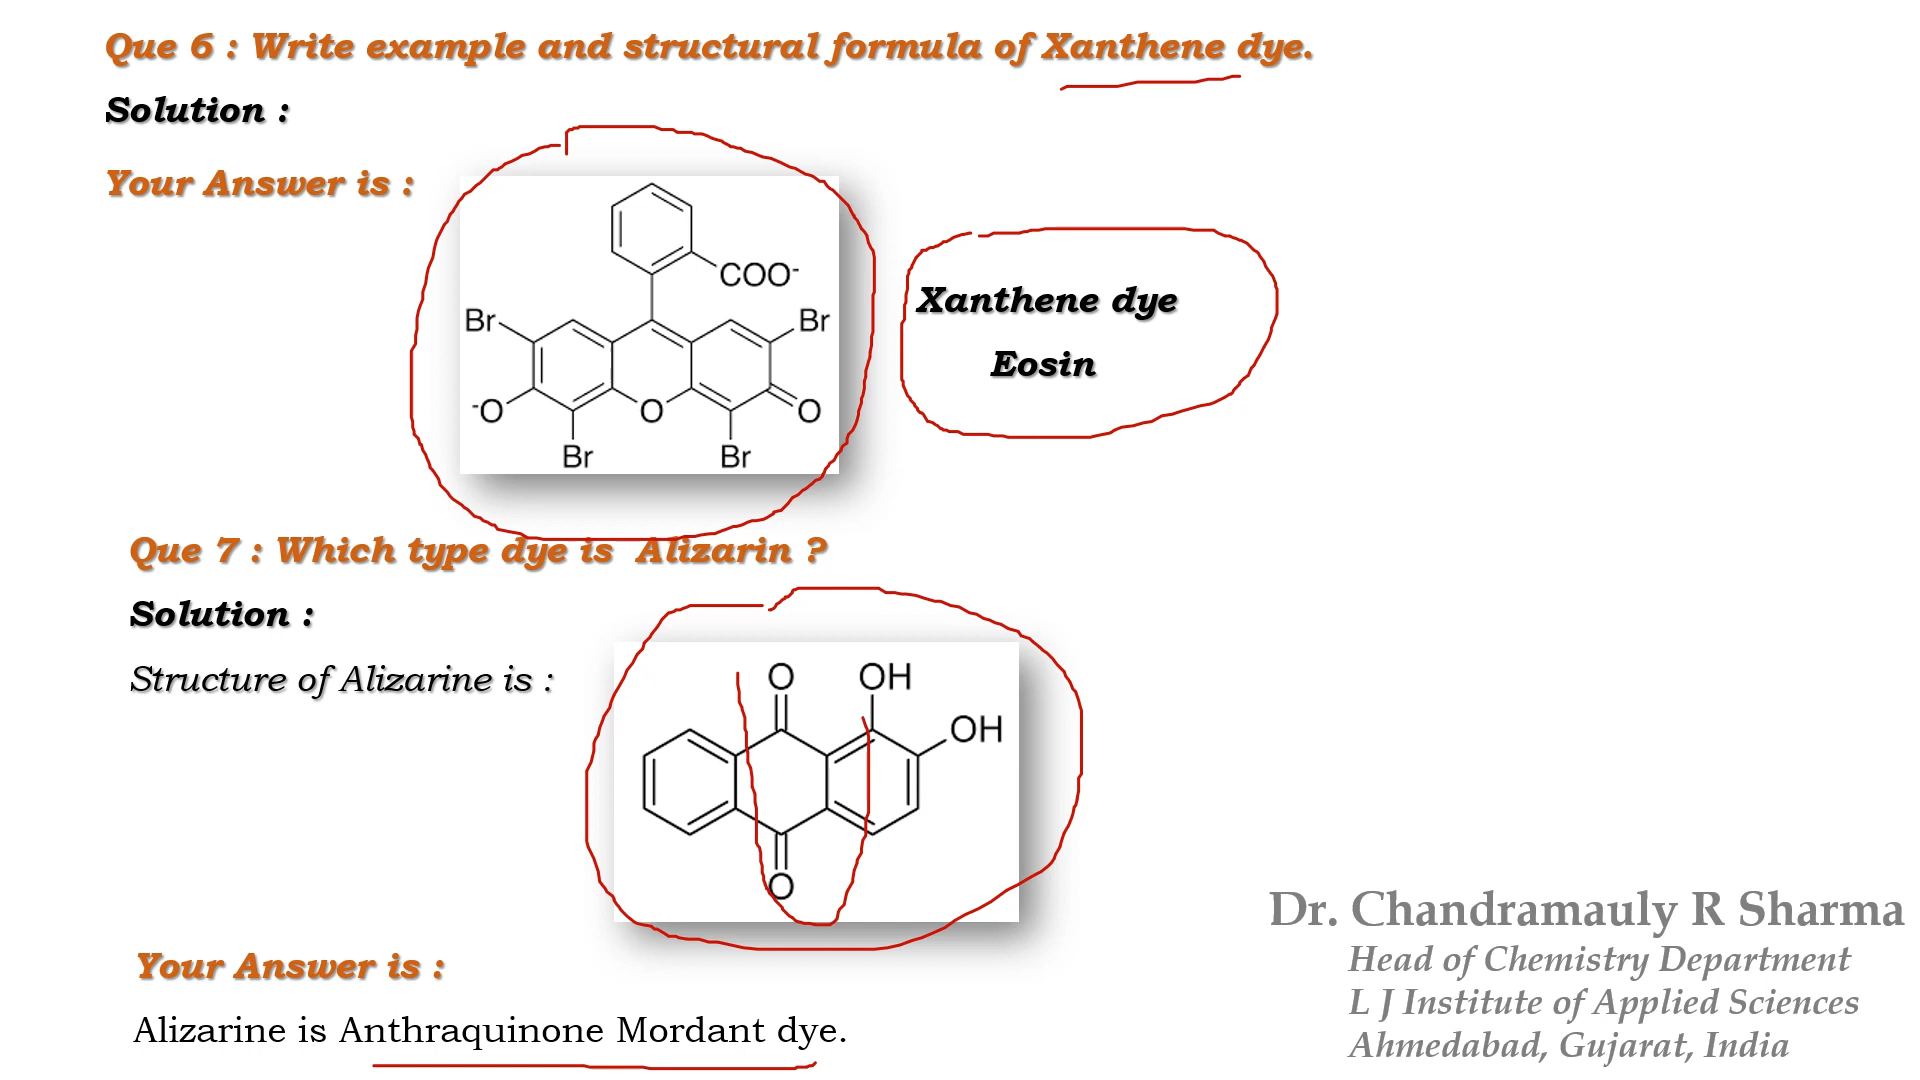 Que 6 : Write example and structural formula of Xanthene dye.
Solution :
Your Answer is :
COO-
Br
Br
-O
O
O
Br
Br
Xanthene dye
Eosin
Que 7 : Which type dye is Alizarin ?
Solution :
Structure of Alizarine is :
O
OH
OH
O
Your Answer is :
Alizarine is Anthraquinone Mordant dye.
Dr. Chandramauly R Sharma
Head of Chemistry Department
L J Institute of Applied Sciences
Ahmedabad, Gujarat, India